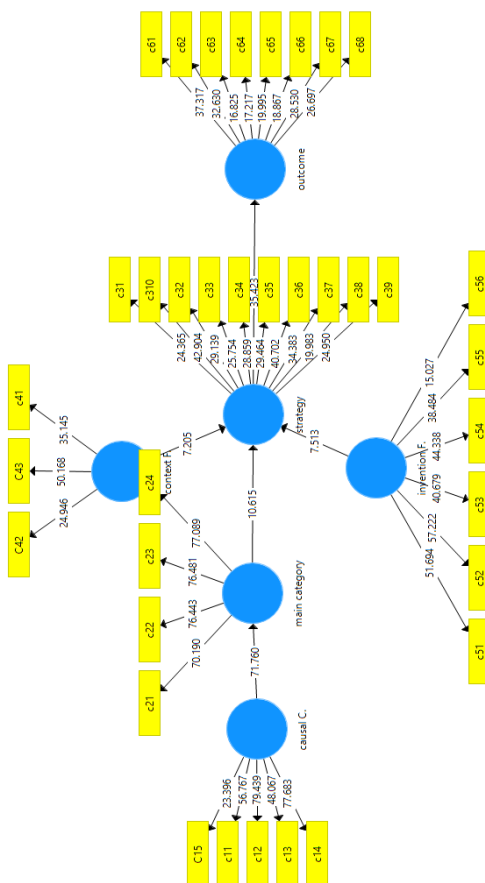 c61
c62
c63
c64
c65
c66
c67
c68
37.317
32.630
16.825
17.217
19.995
18.867
28.530
26.697
outcome
35.423
c31
c310
c32
c33
c34
c35
c36
c37
c38
c39
24.365
42.904
29.139
25.754
28.859
29.464
40.702
34.383
19.983
24.950
strategy
c41
C43
C42
35.145
50.168
24.946
context F.
7.205
10.615
7.513
c56
c55
c54
c53
c52
c51
15.027
38.484
44.338
40.679
57.222
51.694
invention F.
c24
c23
c22
c21
77.089
76.481
76.443
70.190
main category
71.760
causal C.
23.396
56.767
79.439
48.067
77.683
C15
c11
c12
c13
c14